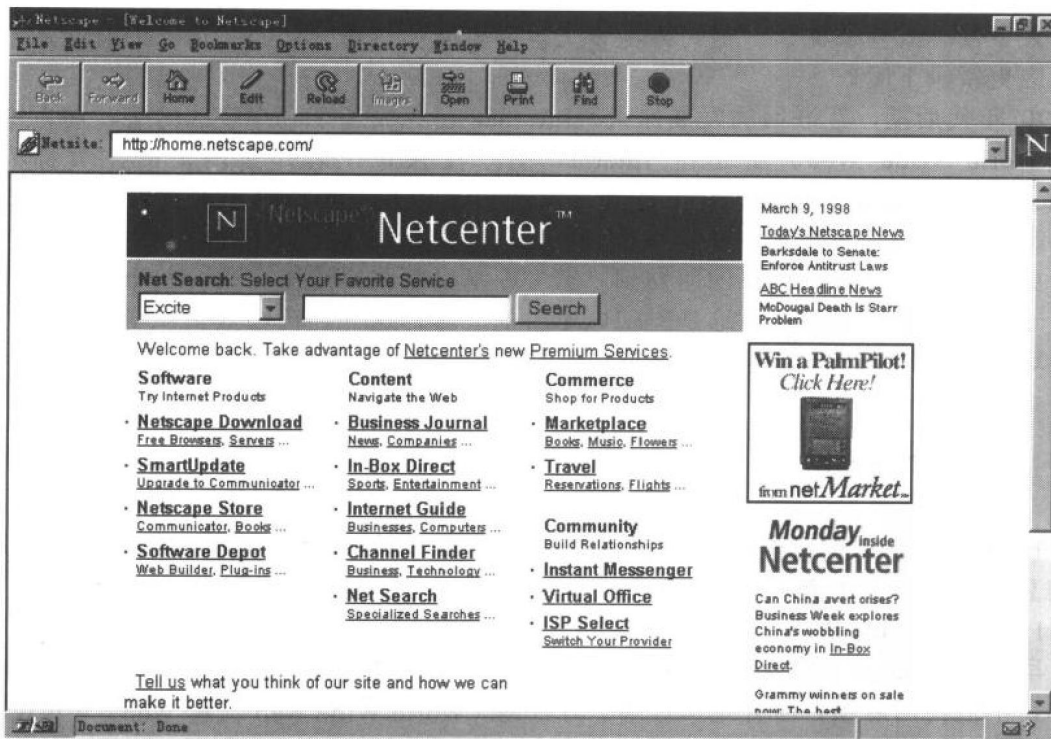 Netscape - [Welcome to Netscape]
File Edit View Go Bookmarks Options Directory Window Help
Back Forward Home Edit Reload Images Open Print Find Stop
Netsite: http://home.netscape.com/ N
N Netscape Netcenter™
Net Search: Select Your Favorite Service
Excite Search
Welcome back. Take advantage of Netcenter's new Premium Services.
Software
Try Internet Products
· Netscape Download
Free Browsers, Servers ...
· SmartUpdate
Upgrade to Communicator ...
· Netscape Store
Communicator, Books ...
· Software Depot
Web Builder, Plug-ins ...
Content
Navigate the Web
· Business Journal
News, Companies ...
· In-Box Direct
Sports, Entertainment ...
· Internet Guide
Businesses, Computers ...
· Channel Finder
Business, Technology ...
· Net Search
Specialized Searches ...
Commerce
Shop for Products
· Marketplace
Books, Music, Flowers ...
· Travel
Reservations, Flights ...
Community
Build Relationships
· Instant Messenger
· Virtual Office
· ISP Select
Switch Your Provider
Tell us what you think of our site and how we can
make it better.
March 9, 1998
Today's Netscape News
Barksdale to Senate:
Enforce Antitrust Laws
ABC Headline News
McDougal Death Is Starr
Problem
Win a PalmPilot!
Click Here!
from netMarket
Monday inside
Netcenter
Can China avert crises?
Business Week explores
China's wobbling
economy in In-Box
Direct.
Grammy winners on sale
now. The best
Document: Done